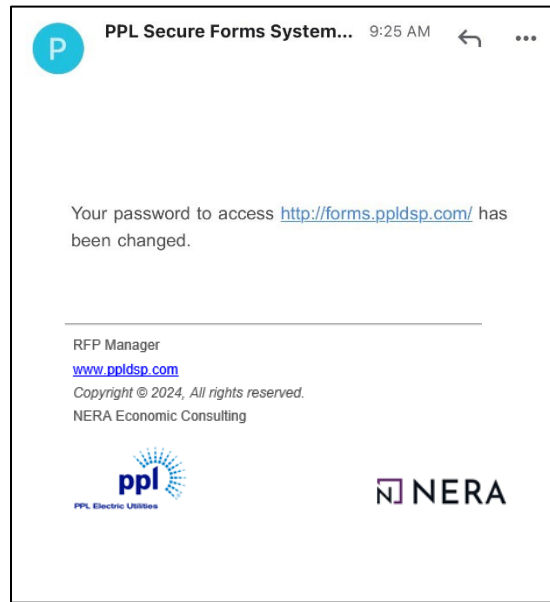 P
PPL Secure Forms System... 9:25 AM
Your password to access http://forms.ppldsp.com/ has
been changed.
RFP Manager
www.ppldsp.com
Copyright © 2024, All rights reserved.
NERA Economic Consulting
ppl
PPL Electric Utilities
N NERA